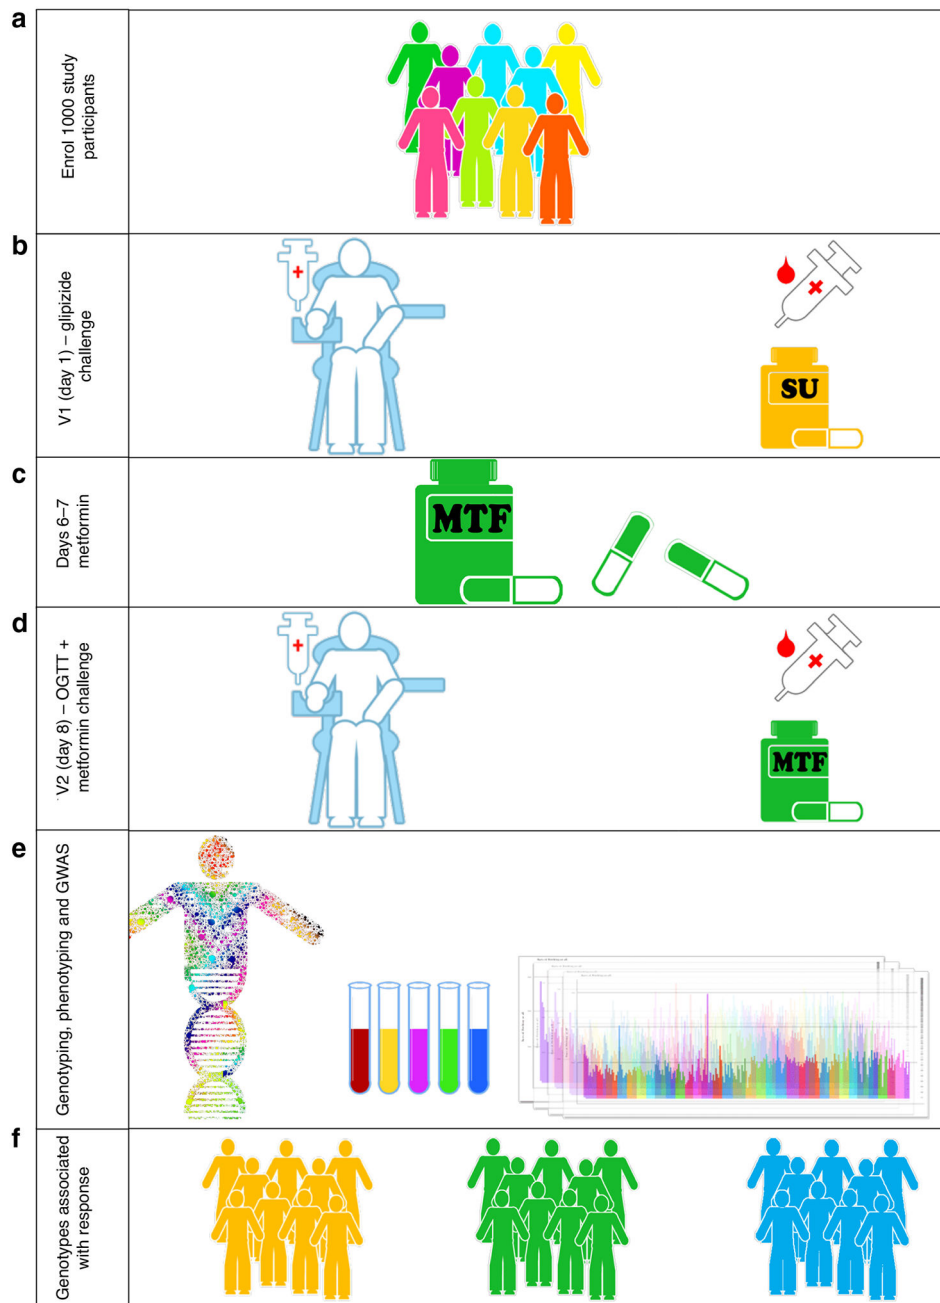 a
Enrol 1000 study
participants
b
V1 (day 1) – glipizide
challenge
SU
c
Days 6–7
metformin
MTF
d
V2 (day 8) – OGTT +
metformin challenge
MTF
e
Genotyping, phenotyping and GWAS
f
Genotypes associated
with response